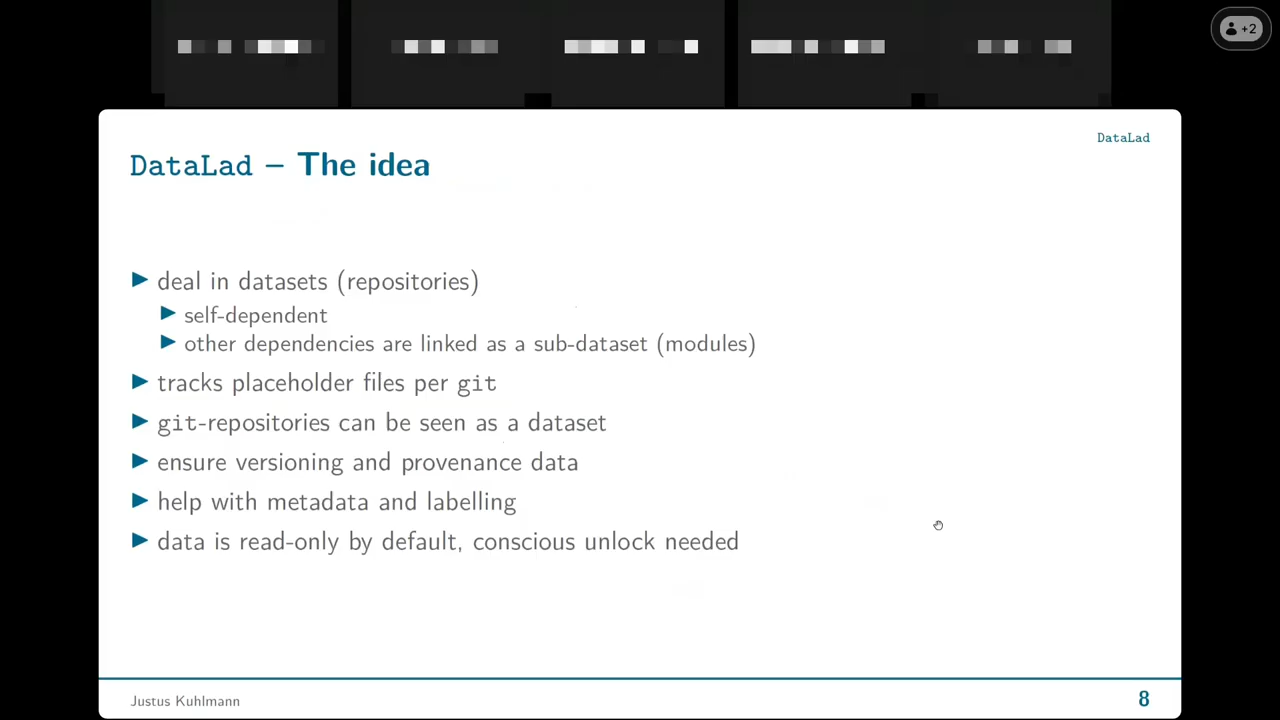 +2
DataLad
DataLad – The idea
▶ deal in datasets (repositories)
▶ self-dependent
▶ other dependencies are linked as a sub-dataset (modules)
▶ tracks placeholder files per git
▶ git-repositories can be seen as a dataset
▶ ensure versioning and provenance data
▶ help with metadata and labelling
▶ data is read-only by default, conscious unlock needed
Justus Kuhlmann
8